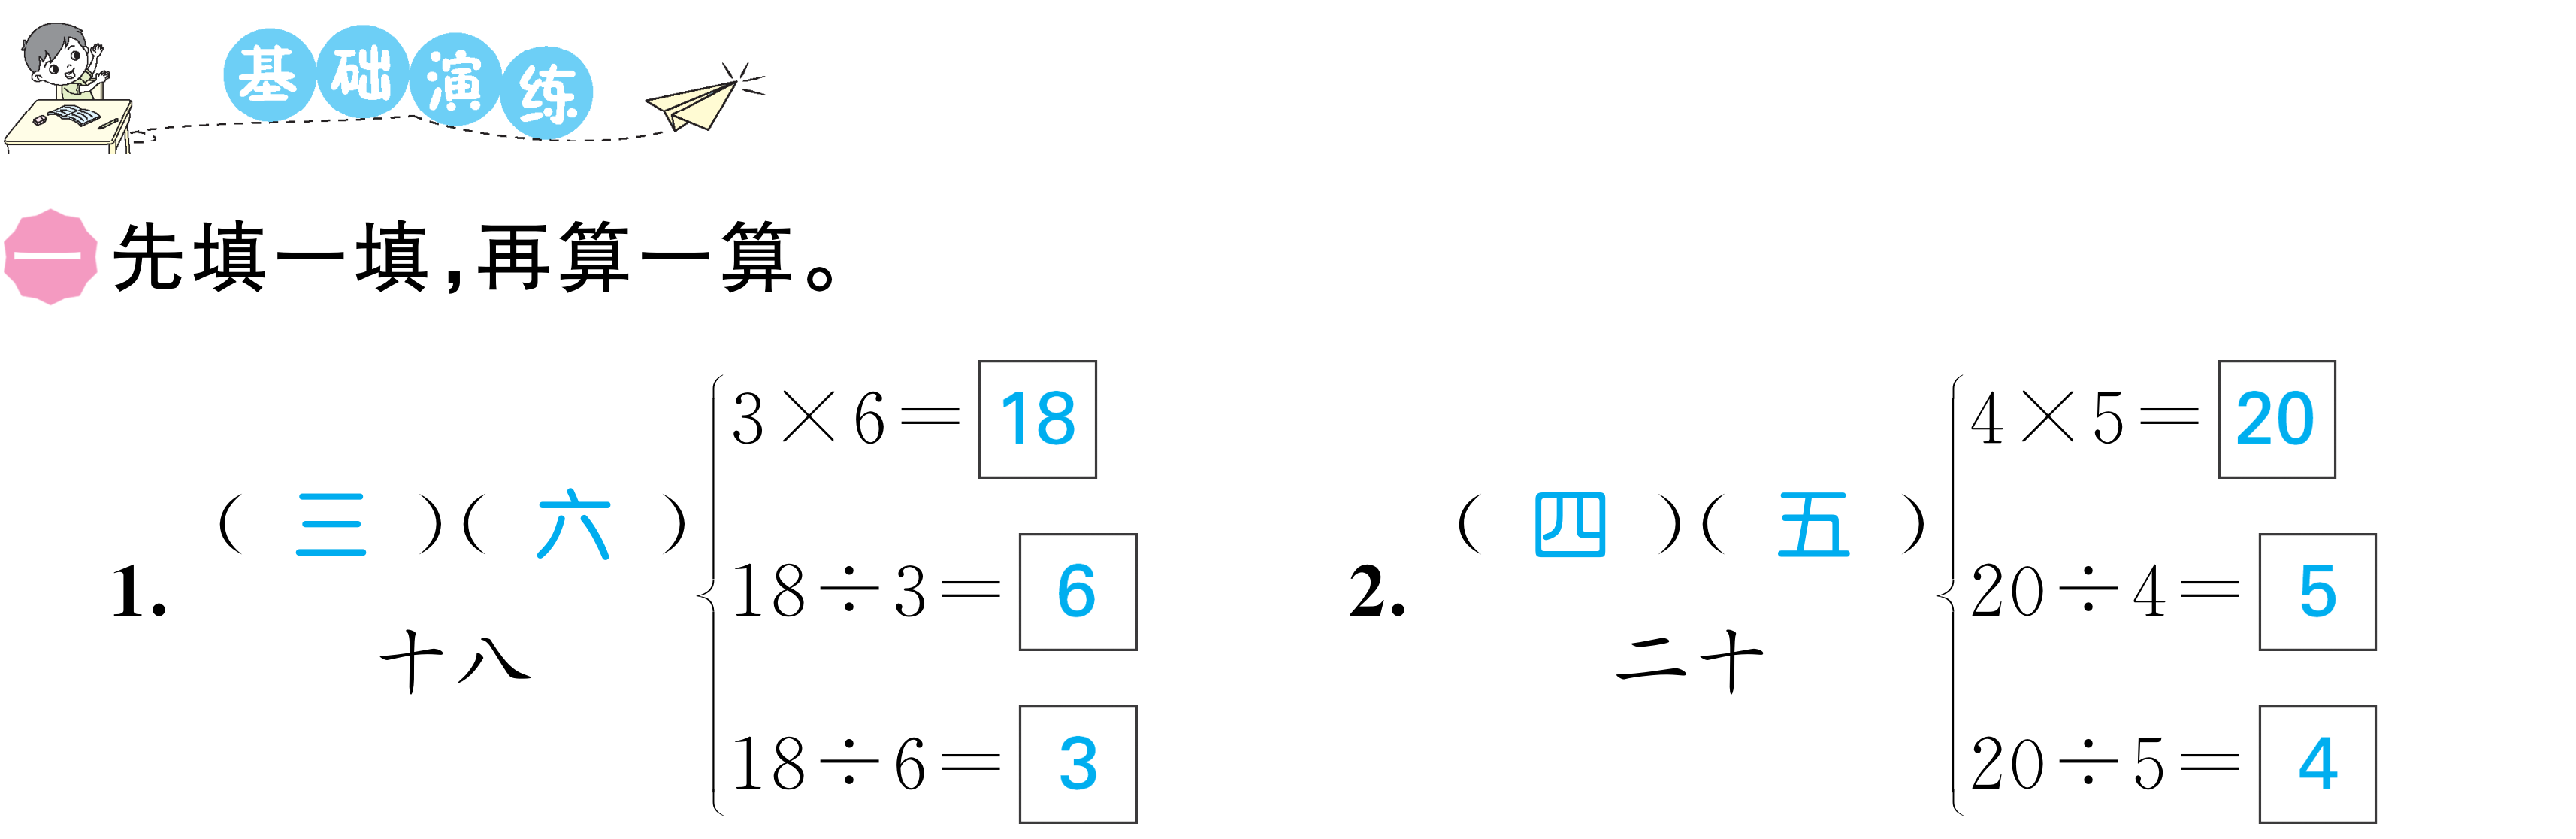 基础演练
一 先填一填,再算一算。
1. (三)(六)十八
3×6=18
18÷3=6
18÷6=3
2. (四)(五)二十
4×5=20
20÷4=5
20÷5=4